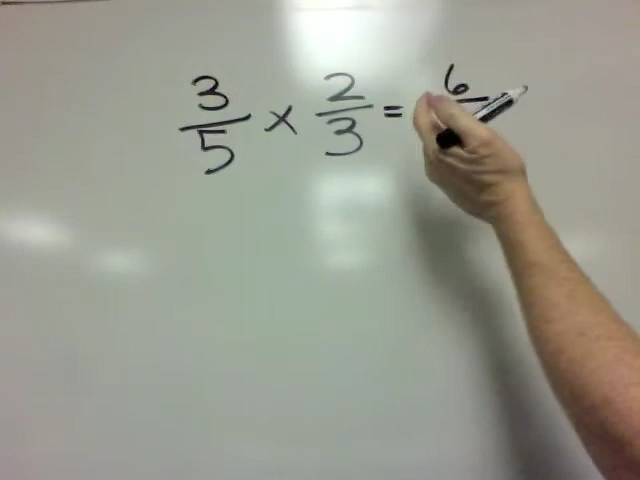 3/5 × 2/3 = 6